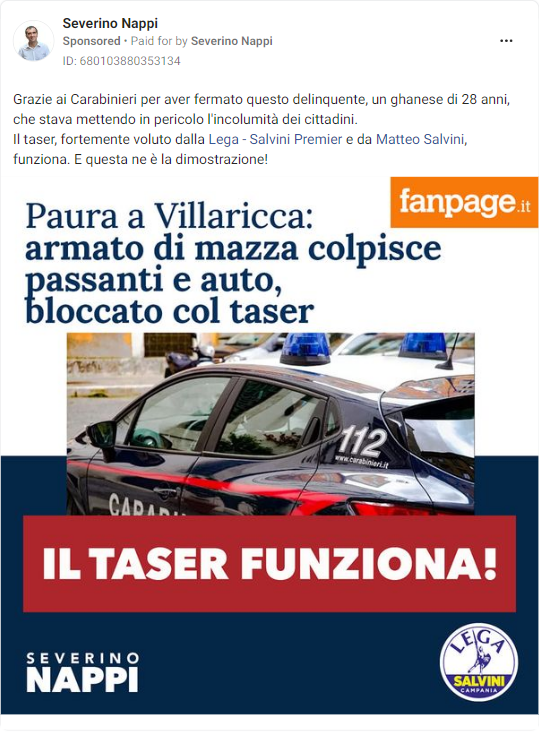 Severino Nappi
Sponsored • Paid for by Severino Nappi
ID: 680103880353134
Grazie ai Carabinieri per aver fermato questo delinquente, un ghanese di 28 anni,
che stava mettendo in pericolo l'incolumità dei cittadini.
Il taser, fortemente voluto dalla Lega - Salvini Premier e da Matteo Salvini,
funziona. E questa ne è la dimostrazione!
fanpage.it
Paura a Villaricca:
armato di mazza colpisce
passanti e auto,
bloccato col taser
112
www.carabinieri.it
CARABI
IL TASER FUNZIONA!
SEVERINO
NAPPI
LEGA
SALVINI
CAMPANIA